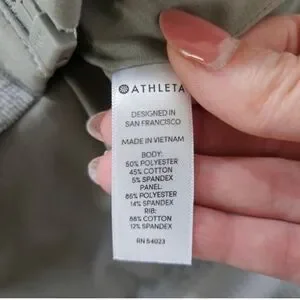 ATHLETA
DESIGNED IN
SAN FRANCISCO
MADE IN VIETNAM
BODY:
50% POLYESTER
45% COTTON
5% SPANDEX
PANEL:
86% POLYESTER
14% SPANDEX
RIB:
88% COTTON
12% SPANDEX
RN 54023